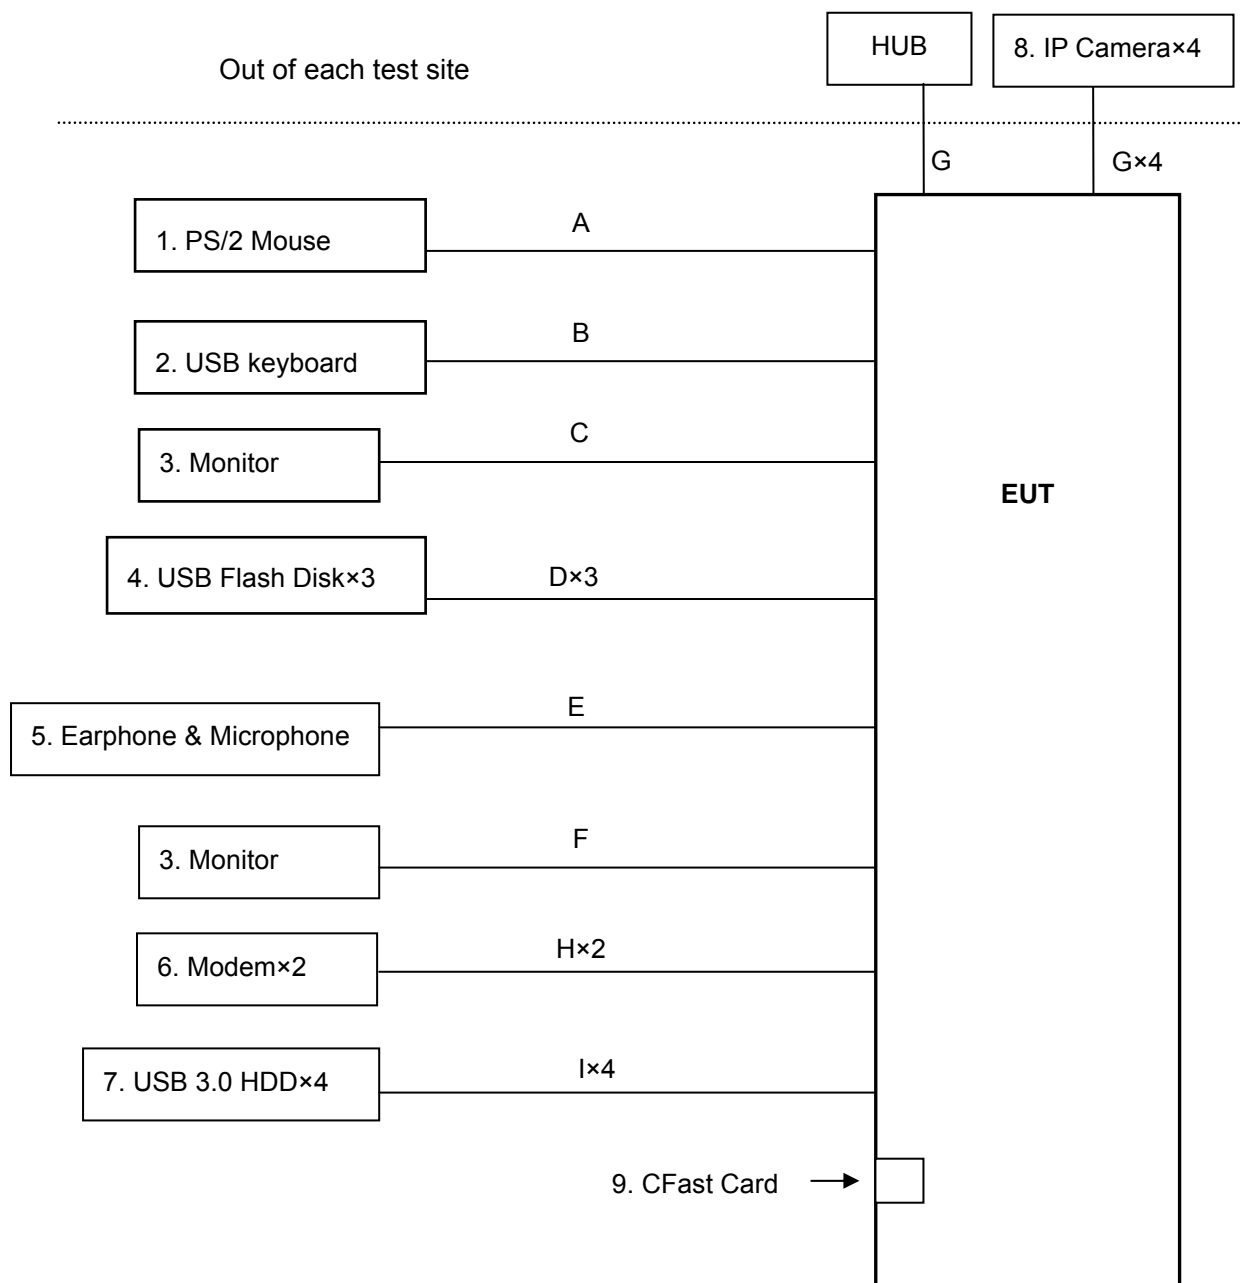 HUB
8. IP Camera×4
Out of each test site
G
G×4
1. PS/2 Mouse
A
2. USB keyboard
B
3. Monitor
C
EUT
4. USB Flash Disk×3
D×3
5. Earphone & Microphone
E
3. Monitor
F
6. Modem×2
H×2
7. USB 3.0 HDD×4
I×4
9. CFast Card